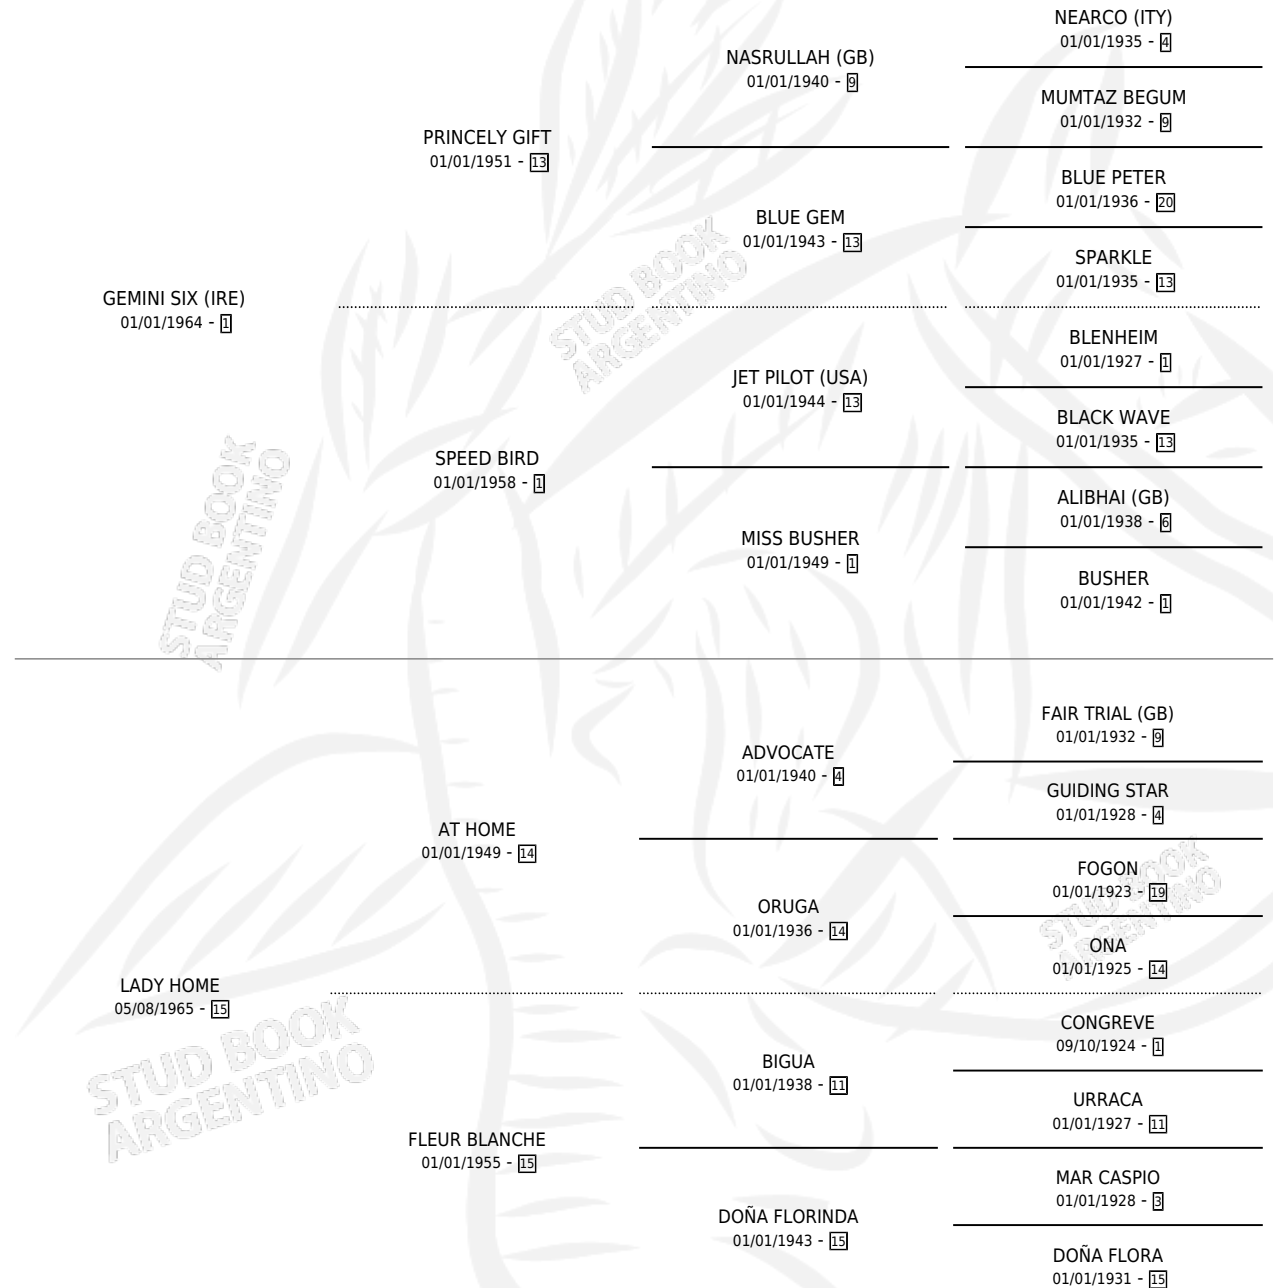 NEARCO (ITY)
01/01/1935 - 4
NASRULLAH (GB)
01/01/1940 - 9
MUMTAZ BEGUM
01/01/1932 - 9
PRINCELY GIFT
01/01/1951 - 13
BLUE PETER
01/01/1936 - 20
BLUE GEM
01/01/1943 - 13
SPARKLE
01/01/1935 - 13
GEMINI SIX (IRE)
01/01/1964 - 1
STUD BOOK
ARGENTINO
BLENHEIM
01/01/1927 - 1
JET PILOT (USA)
01/01/1944 - 13
BLACK WAVE
01/01/1935 - 13
SPEED BIRD
01/01/1958 - 1
ALIBHAI (GB)
01/01/1938 - 6
MISS BUSHER
01/01/1949 - 1
BUSHER
01/01/1942 - 1
STUD BOOK
ARGENTINO
FAIR TRIAL (GB)
01/01/1932 - 9
ADVOCATE
01/01/1940 - 4
GUIDING STAR
01/01/1928 - 4
AT HOME
01/01/1949 - 14
FOGON
01/01/1923 - 19
ORUGA
01/01/1936 - 14
STUD BOOK
ARGENTINO
ONA
01/01/1925 - 14
LADY HOME
05/08/1965 - 15
STUD BOOK
ARGENTINO
CONGREVE
09/10/1924 - 1
BIGUA
01/01/1938 - 11
URRACA
01/01/1927 - 11
FLEUR BLANCHE
01/01/1955 - 15
MAR CASPIO
01/01/1928 - 3
DOÑA FLORINDA
01/01/1943 - 15
DOÑA FLORA
01/01/1931 - 15